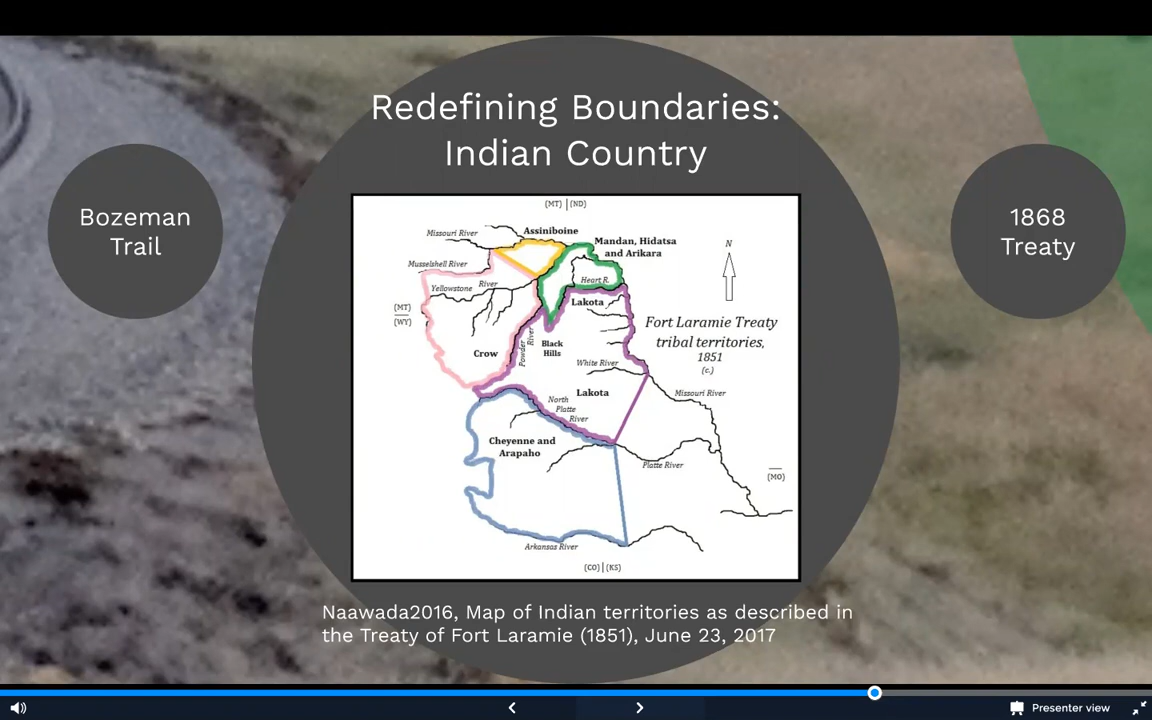 Redefining Boundaries:
Indian Country
Bozeman
Trail
1868
Treaty
(MT) | (ND)
Missouri River
Assiniboine
Mandan, Hidatsa
and Arikara
N
Musselshell River
Yellowstone River
Heart R.
Lakota
(MT)
(WY)
Fort Laramie Treaty
tribal territories,
1851
(c.)
Powder
River
Black
Hills
Crow
White River
Lakota
Missouri River
North
Platte
River
Cheyenne and
Arapaho
Platte River
(MO)
Arkansas River
(CO) | (KS)
Naawada2016, Map of Indian territories as described in
the Treaty of Fort Laramie (1851), June 23, 2017
Presenter view